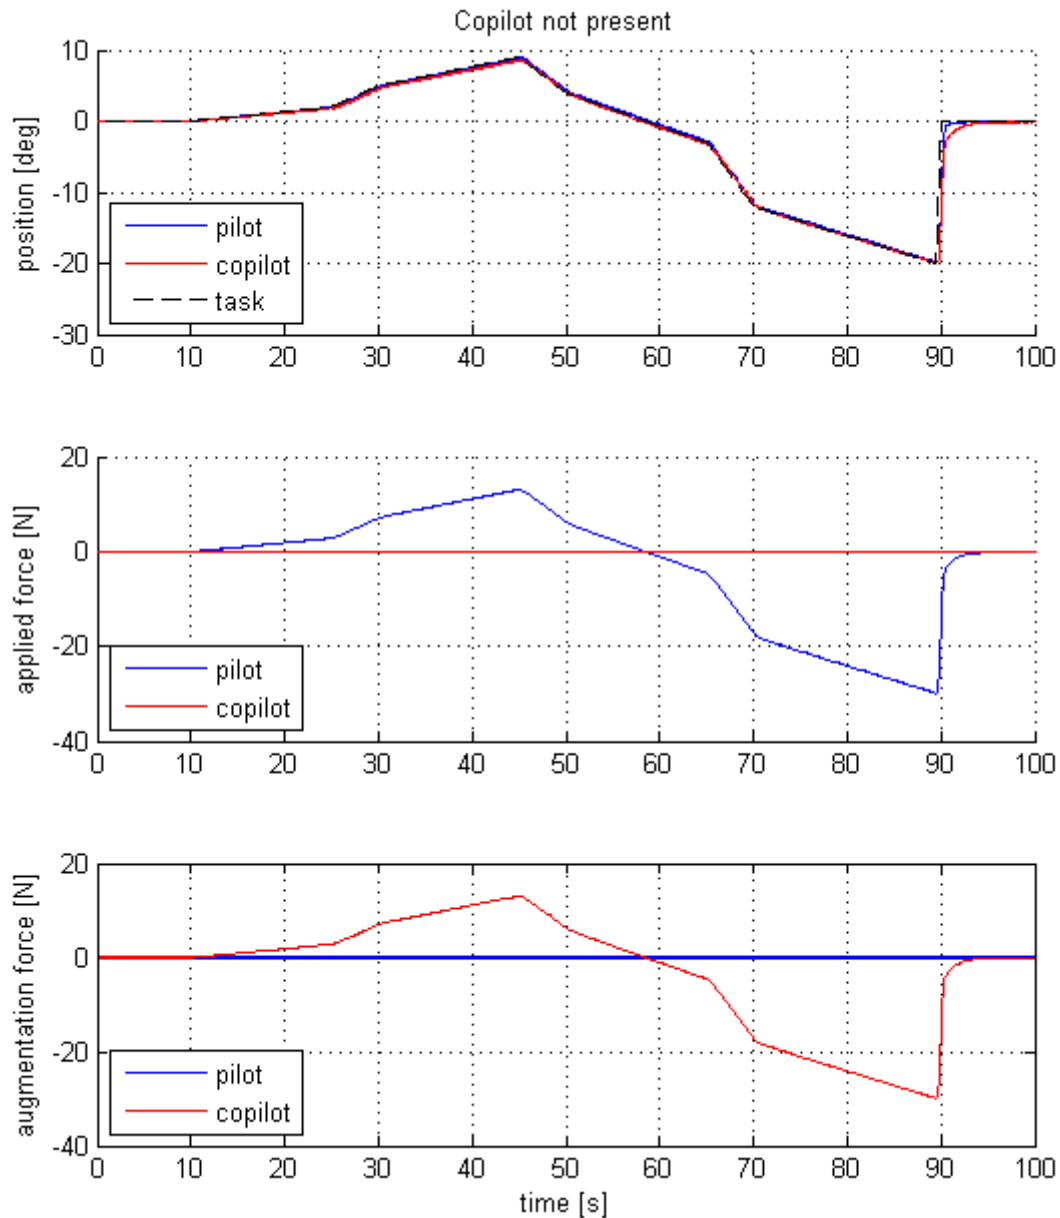 Copilot not present
10
0
-10
-20
-30
position [deg]
pilot
copilot
task
0 10 20 30 40 50 60 70 80 90 100
20
0
-20
-40
applied force [N]
pilot
copilot
0 10 20 30 40 50 60 70 80 90 100
20
0
-20
-40
augmentation force [N]
pilot
copilot
0 10 20 30 40 50 60 70 80 90 100
time [s]